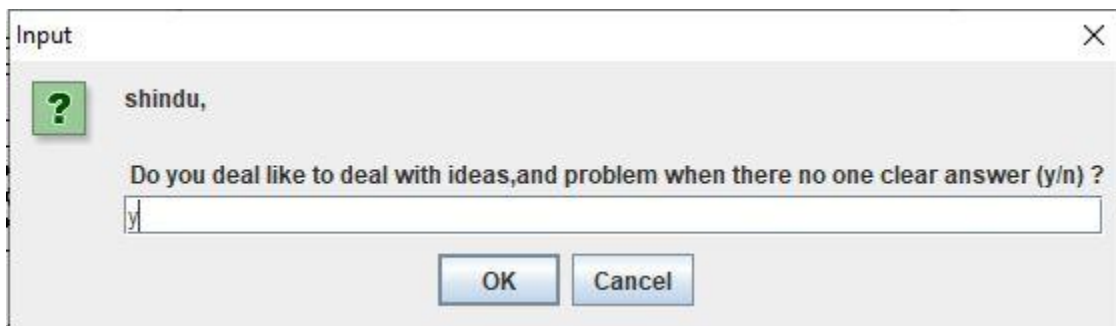 Input
shindu,
Do you deal like to deal with ideas,and problem when there no one clear answer (y/n) ?
y
OK Cancel